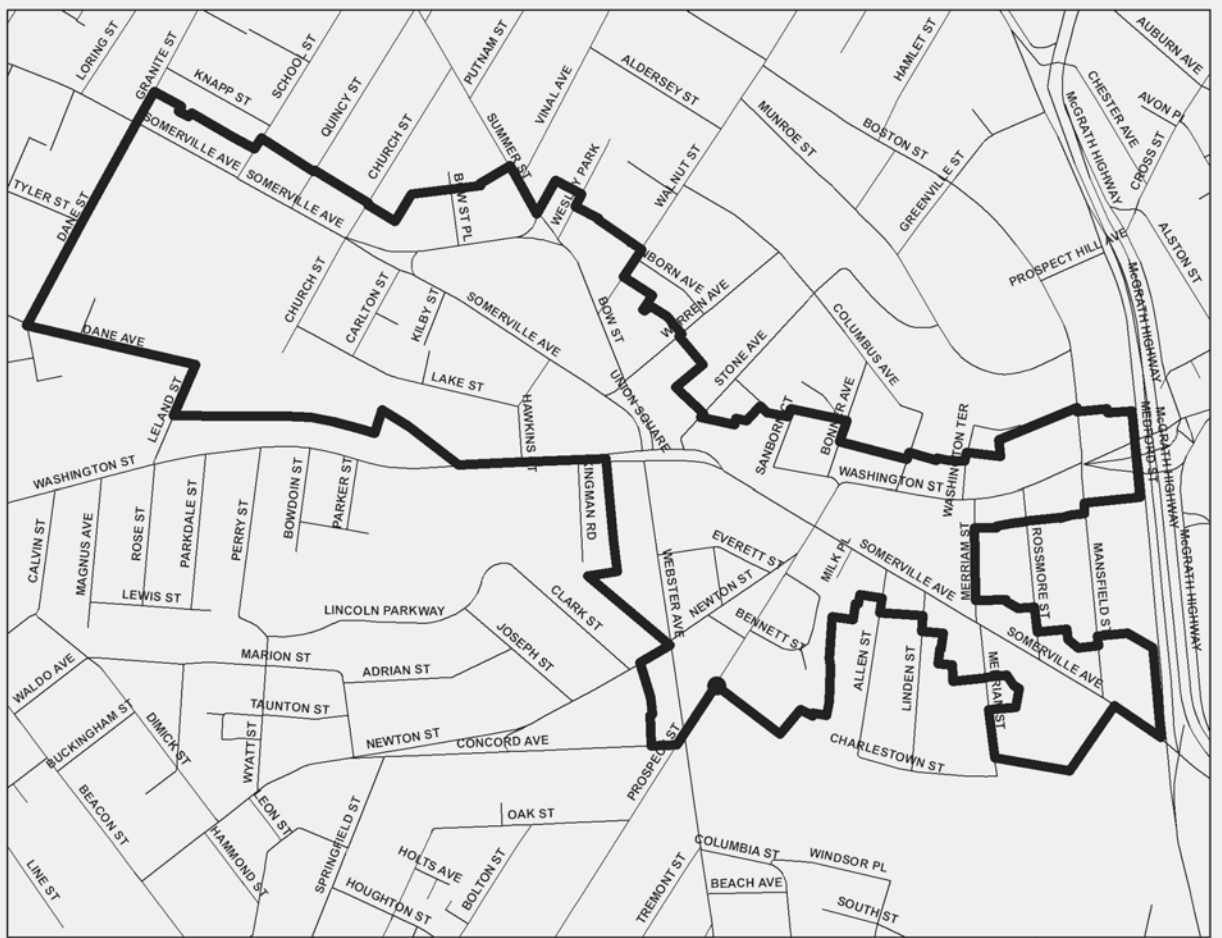 LORING ST
GRANITE ST
KNAPP ST
SCHOOL ST
QUINCY ST
PUTNAM ST
CHURCH ST
SUMMER ST
VINAL AVE
ALDERSEY ST
HAMLET ST
AUBURN AVE
CHESTER AVE
AVON PL
McGRATH HIGHWAY
CROSS ST
MUNROE ST
BOSTON ST
GREENVILLE ST
WALNUT ST
WESLEY PARK
SOMERVILLE AVE
SOMERVILLE AVE
TYLER ST
DANE ST
BOW ST PL
PROSPECT HILL AVE
ALSTON ST
McGRATH HIGHWAY
CHURCH ST
CARLTON ST
KILBY ST
SOMERVILLE AVE
BOW ST
WARREN AVE
STONE AVE
COLUMBUS AVE
DANE AVE
LAKE ST
UNION SQUARE
LELAND ST
BONNER AVE
WASHINGTON TER
MEDFORD ST
McGRATH HIGHWAY
WASHINGTON ST
WASHINGTON ST
KINGMAN RD
CALVIN ST
MAGNUS AVE
ROSE ST
PARKDALE ST
PERRY ST
BOWDOIN ST
PARKER ST
LEWIS ST
LINCOLN PARKWAY
CLARK ST
JOSEPH ST
WEBSTER AVE
EVERETT ST
NEWTON ST
BENNETT ST
MILK PL
SOMERVILLE AVE
MERRIAM ST
ROSSMORE ST
MANSFIELD ST
McGRATH HIGHWAY
SOMERVILLE AVE
ALLEN ST
LINDEN ST
MERRIAM ST
CHARLESTOWN ST
MARION ST
ADRIAN ST
WALDO AVE
TAUNTON ST
BUCKINGHAM ST
DIMICK ST
WYATT ST
NEWTON ST
CONCORD AVE
PROSPECT ST
BEACON ST
LEON ST
HAMMOND ST
SPRINGFIELD ST
OAK ST
HOLTS AVE
BOLTON ST
HOUGHTON ST
LINE ST
TREMONT ST
COLUMBIA ST
WINDSOR PL
BEACH AVE
SOUTH ST